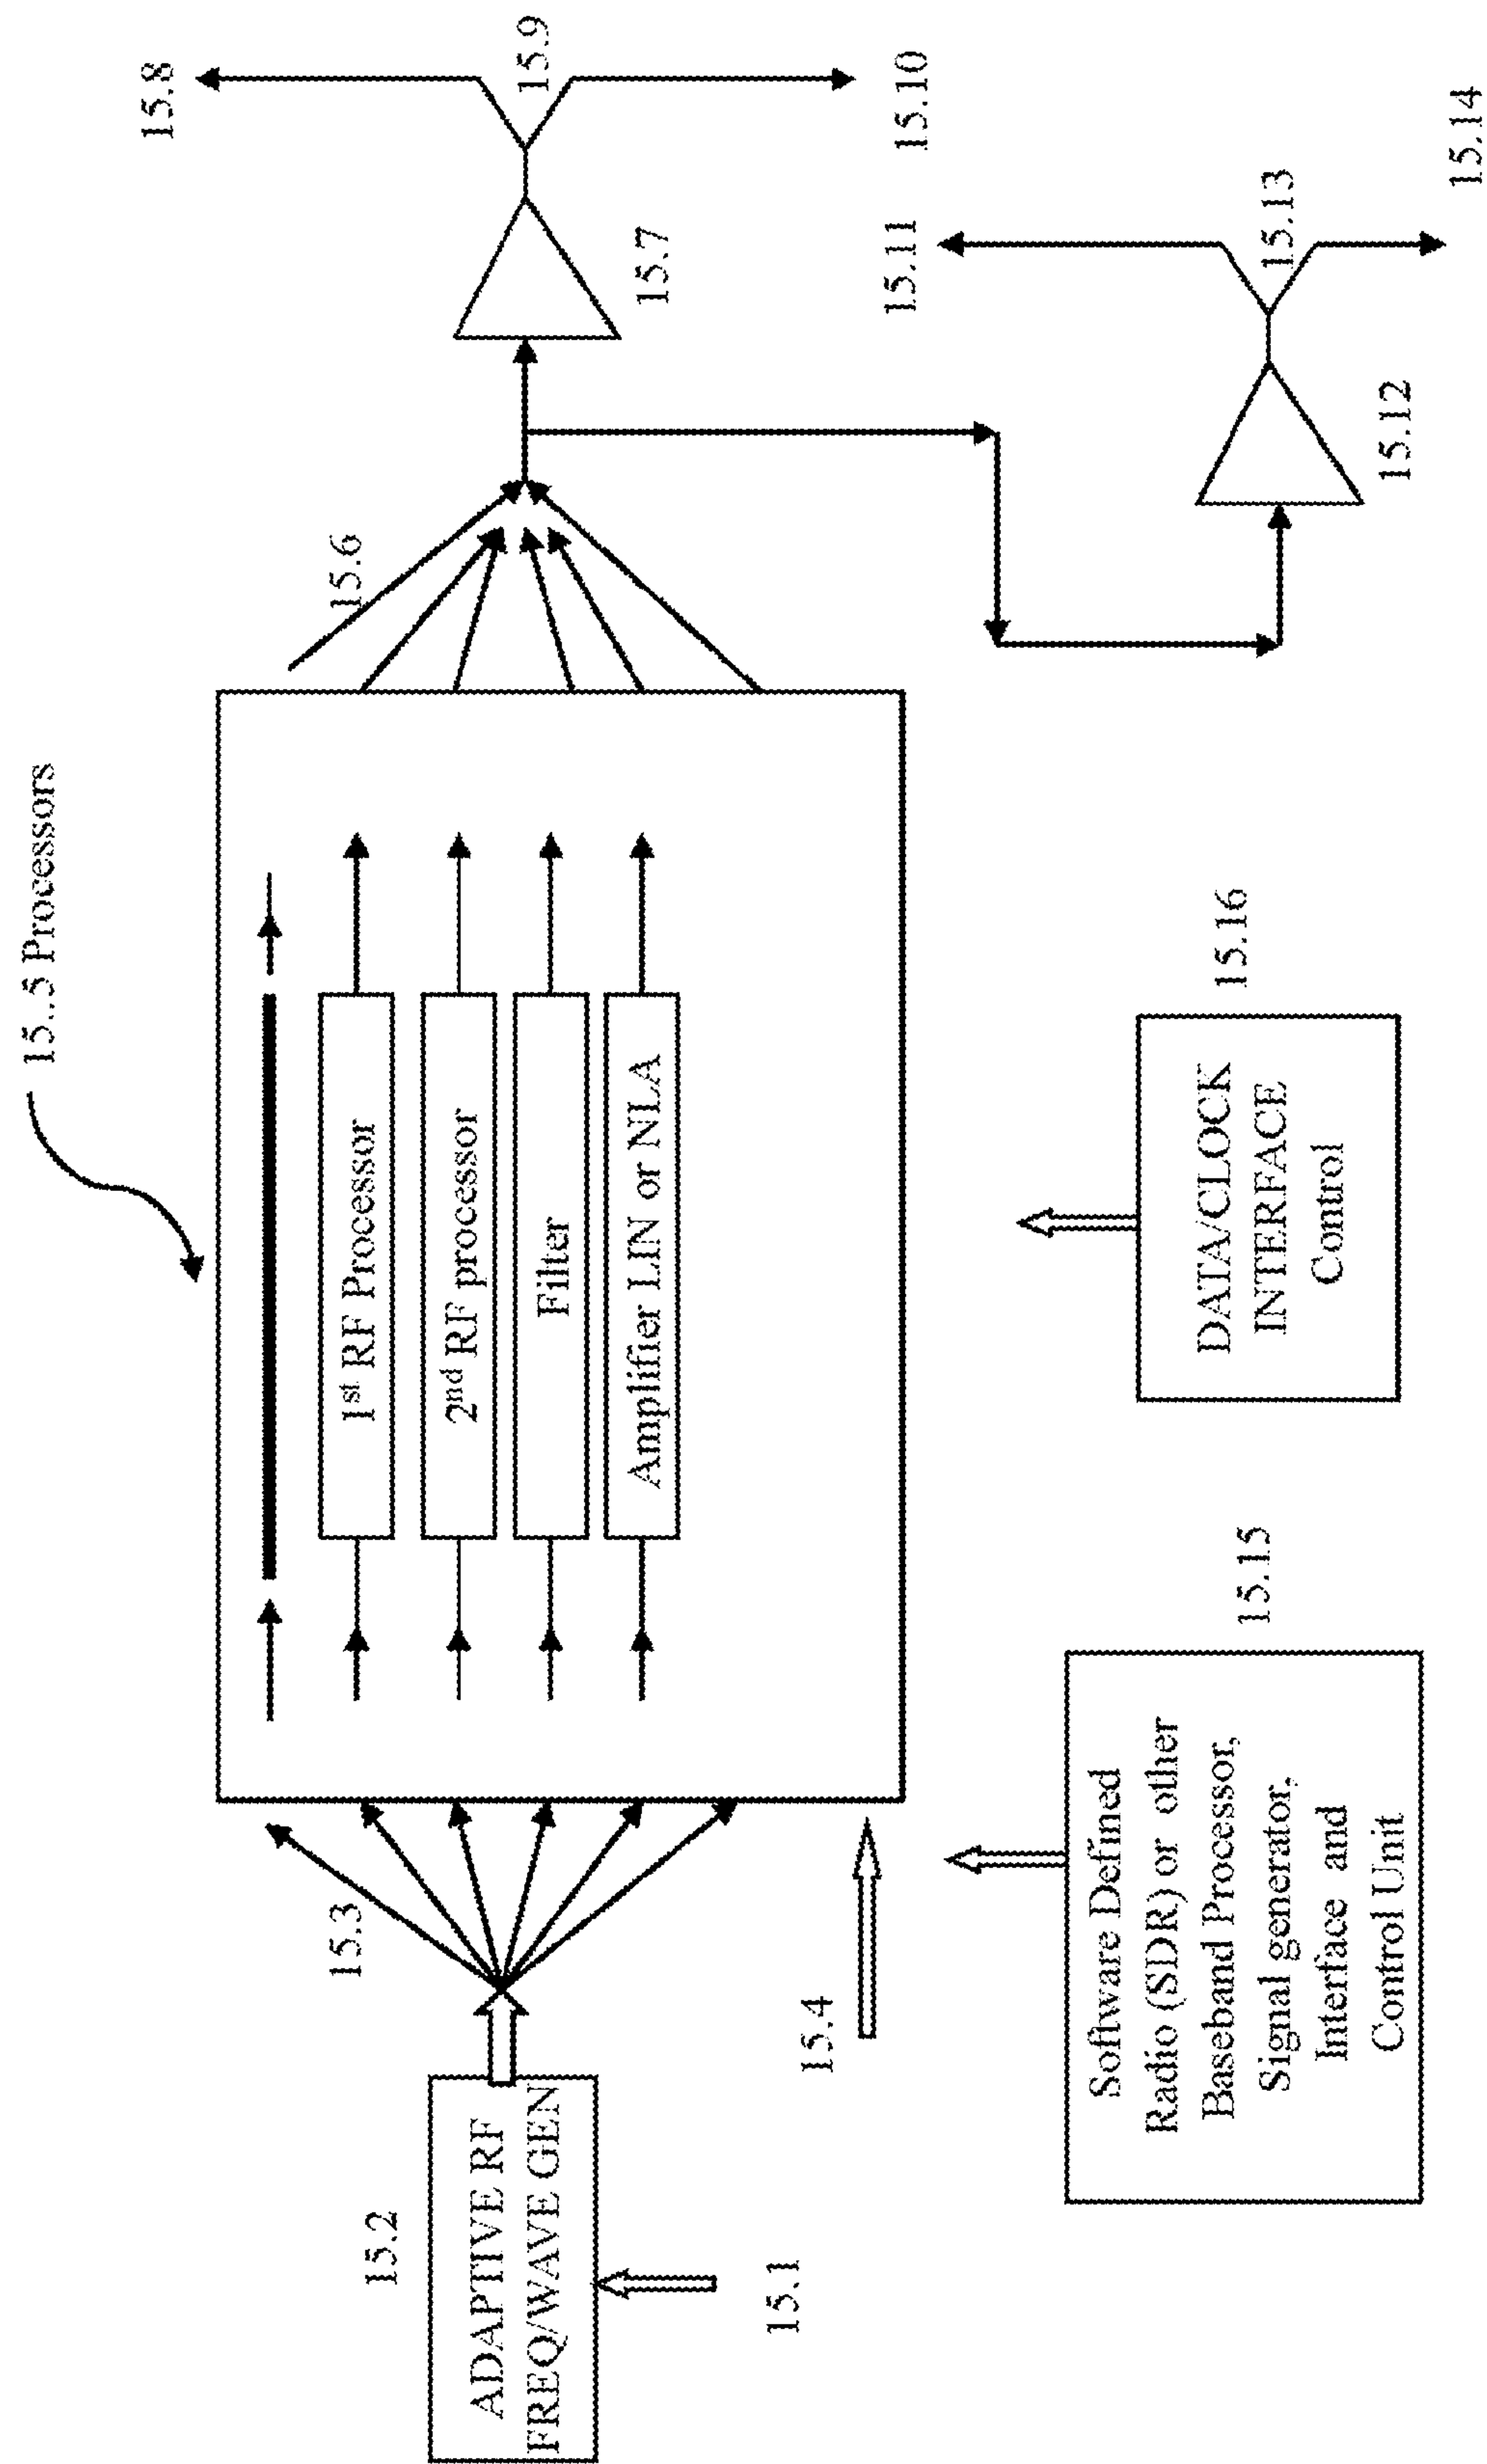 15..5 Processors
15.2
ADAPTIVE RF
FREQ/WAVE GEN
15.1
15.3
15.4
1st RF Processor
2nd RF processor
Filter
Amplifier LIN or NLA
15.6
15.7
15.8
15.9
15.10
15.11
15.12
15.13
15.14
Software Defined
Radio (SDR) or other
Baseband Processor,
Signal generator,
Interface and
Control Unit
15.15
DATA/CLOCK
INTERFACE
Control
15.16